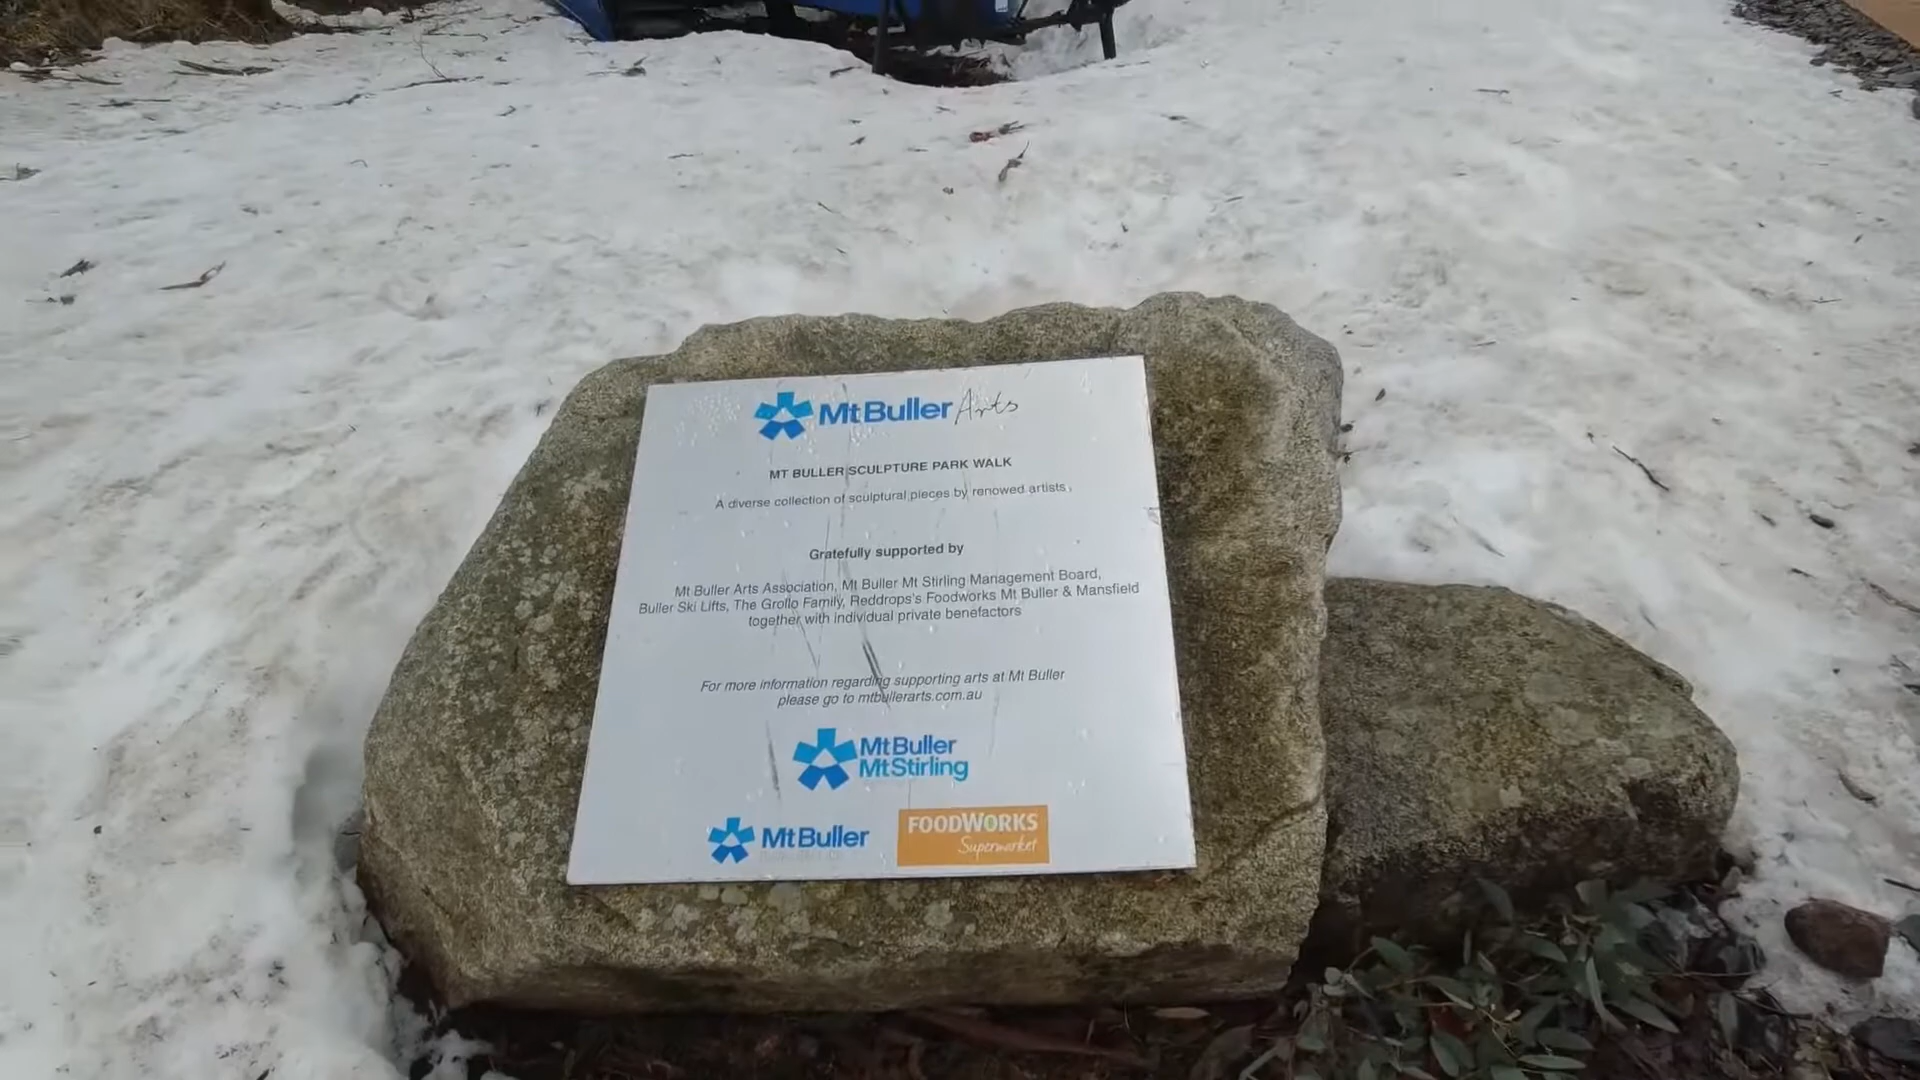 Mt Buller Arts
MT BULLER SCULPTURE PARK WALK
A diverse collection of sculptural pieces by renowed artists
Gratefully supported by
Mt Buller Arts Association, Mt Buller Mt Stirling Management Board,
Buller Ski Lifts, The Grollo Family, Reddrops's Foodworks Mt Buller & Mansfield
together with individual private benefactors
For more information regarding supporting arts at Mt Buller
please go to mtbullerarts.com.au
Mt Buller
Mt Stirling
Mt Buller
FOODWORKS
Supermarket